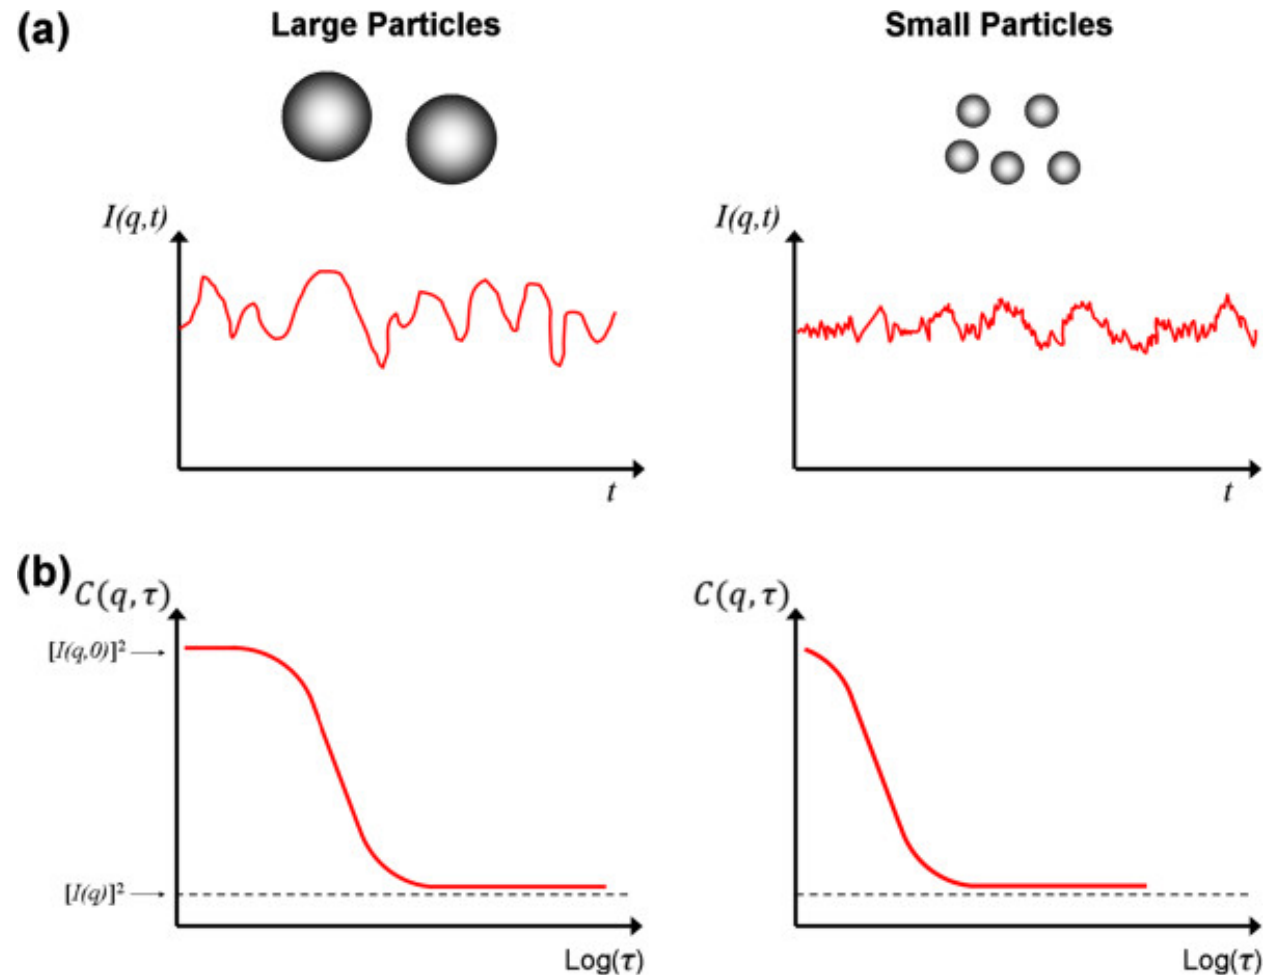 (a)
Large Particles
Small Particles
I(q,t)
I(q,t)
t
t
(b)
C(q, τ)
C(q, τ)
[I(q,0)]²
[I(q)]²
Log(τ)
Log(τ)